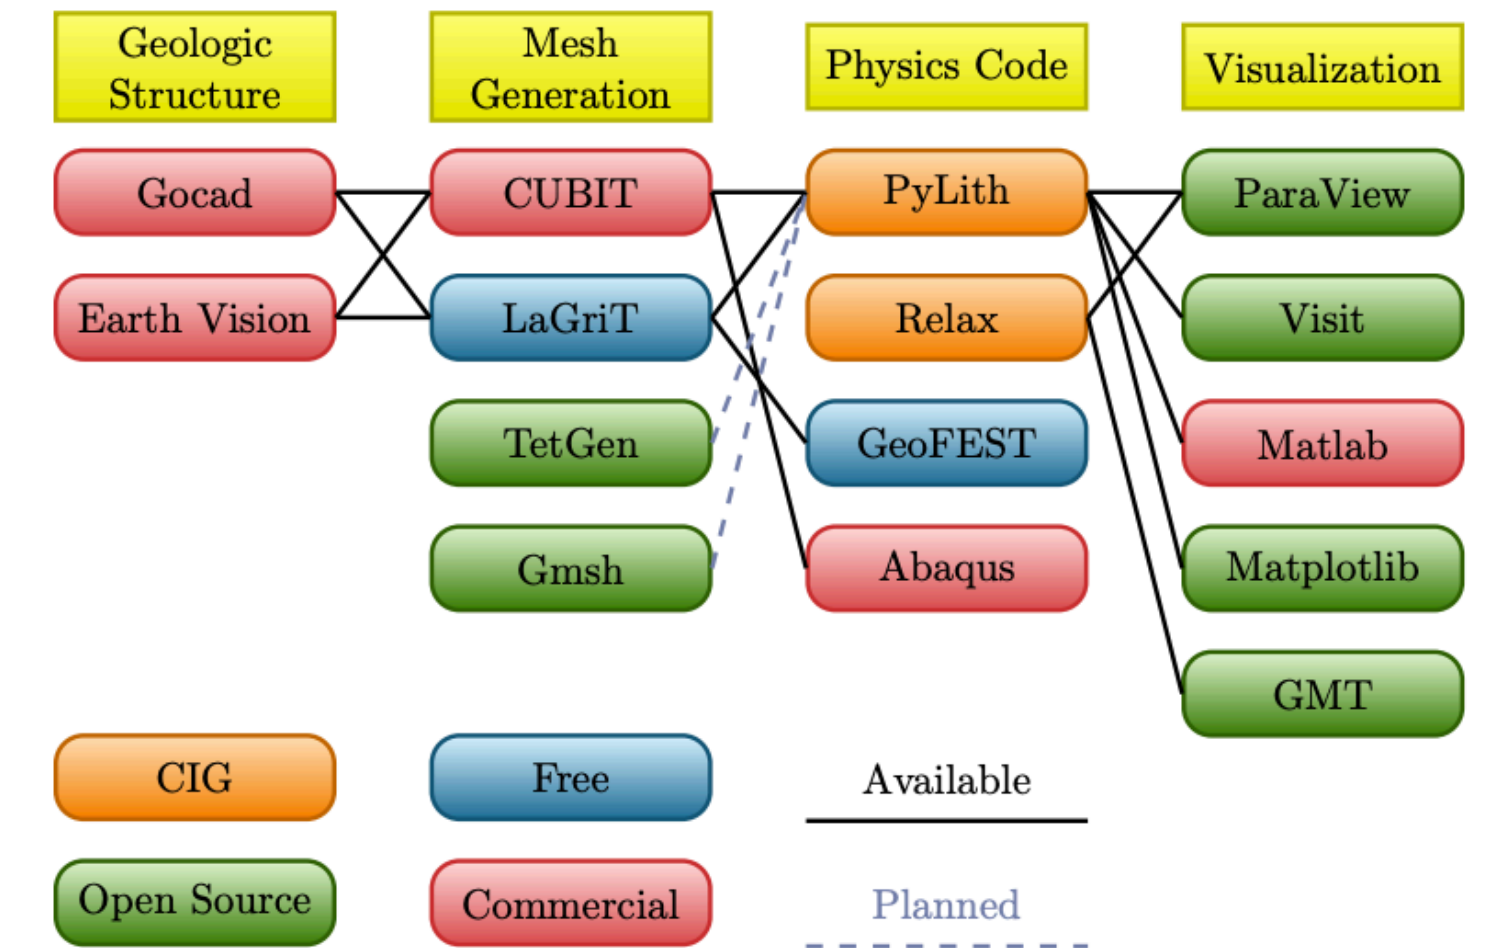 Geologic
Structure
Mesh
Generation
Physics Code
Visualization
Gocad
CUBIT
PyLith
ParaView
Earth Vision
LaGriT
Relax
Visit
TetGen
GeoFEST
Matlab
Gmsh
Abaqus
Matplotlib
GMT
CIG
Free
Available
Open Source
Commercial
Planned